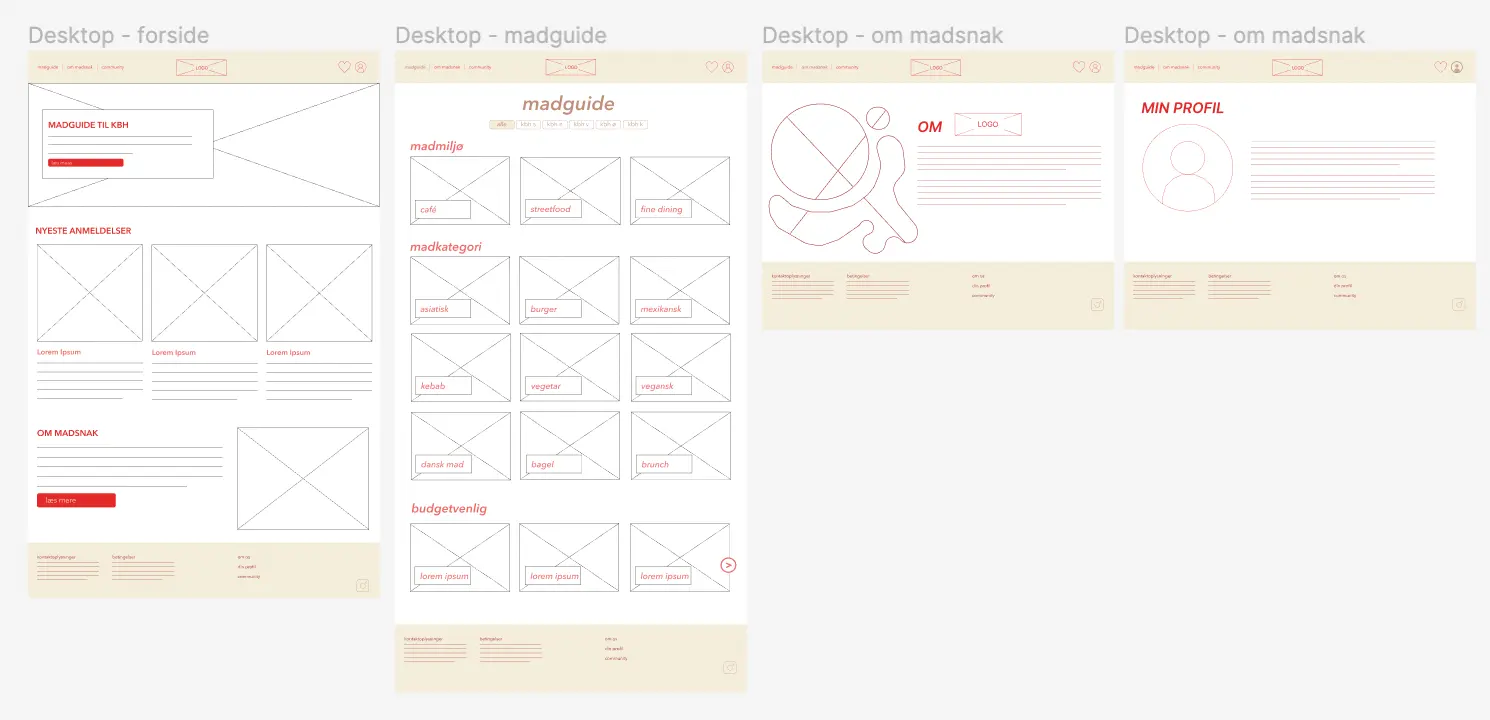 Desktop - forside
madguide | om madsnak | community
LOGO
MADGUIDE TIL KBH
læs mere
NYESTE ANMELDELSER
Lorem Ipsum
Lorem Ipsum
Lorem Ipsum
OM MADSNAK
læs mere
kontaktoplysninger
betingelser
om us
din profil
community
Desktop - madguide
madguide | om madsnak | community
LOGO
madguide
alle
kbh s
kbh n
kbh v
kbh ø
kbh k
madmiljø
café
streetfood
fine dining
madkategori
asiatisk
burger
mexikansk
kebab
vegetar
vegansk
dansk mad
bagel
brunch
budgetvenlig
lorem ipsum
lorem ipsum
lorem ipsum
>
kontaktoplysninger
betingelser
om us
din profil
community
Desktop - om madsnak
madguide | om madsnak | community
LOGO
OM
LOGO
kontaktoplysninger
betingelser
om us
din profil
community
Desktop - om madsnak
madguide | om madsnak | community
LOGO
MIN PROFIL
kontaktoplysninger
betingelser
om us
din profil
community